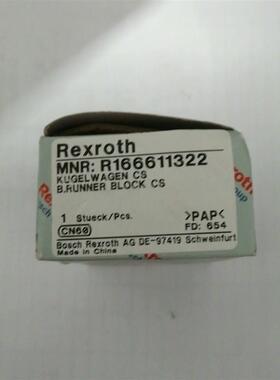 Rexroth
MNR: R166611322
KUGELWAGEN CS
B.RUNNER BLOCK CS
1 Stueck/Pcs. >PAP<
CN60 FD: 654
Bosch Rexroth AG DE-97419 Schweinfurt
Made in China